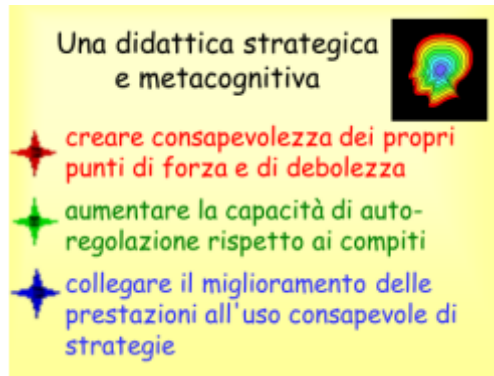 Una didattica strategica
e metacognitiva
creare consapevolezza dei propri
punti di forza e di debolezza
aumentare la capacità di auto-
regolazione rispetto ai compiti
collegare il miglioramento delle
prestazioni all'uso consapevole di
strategie